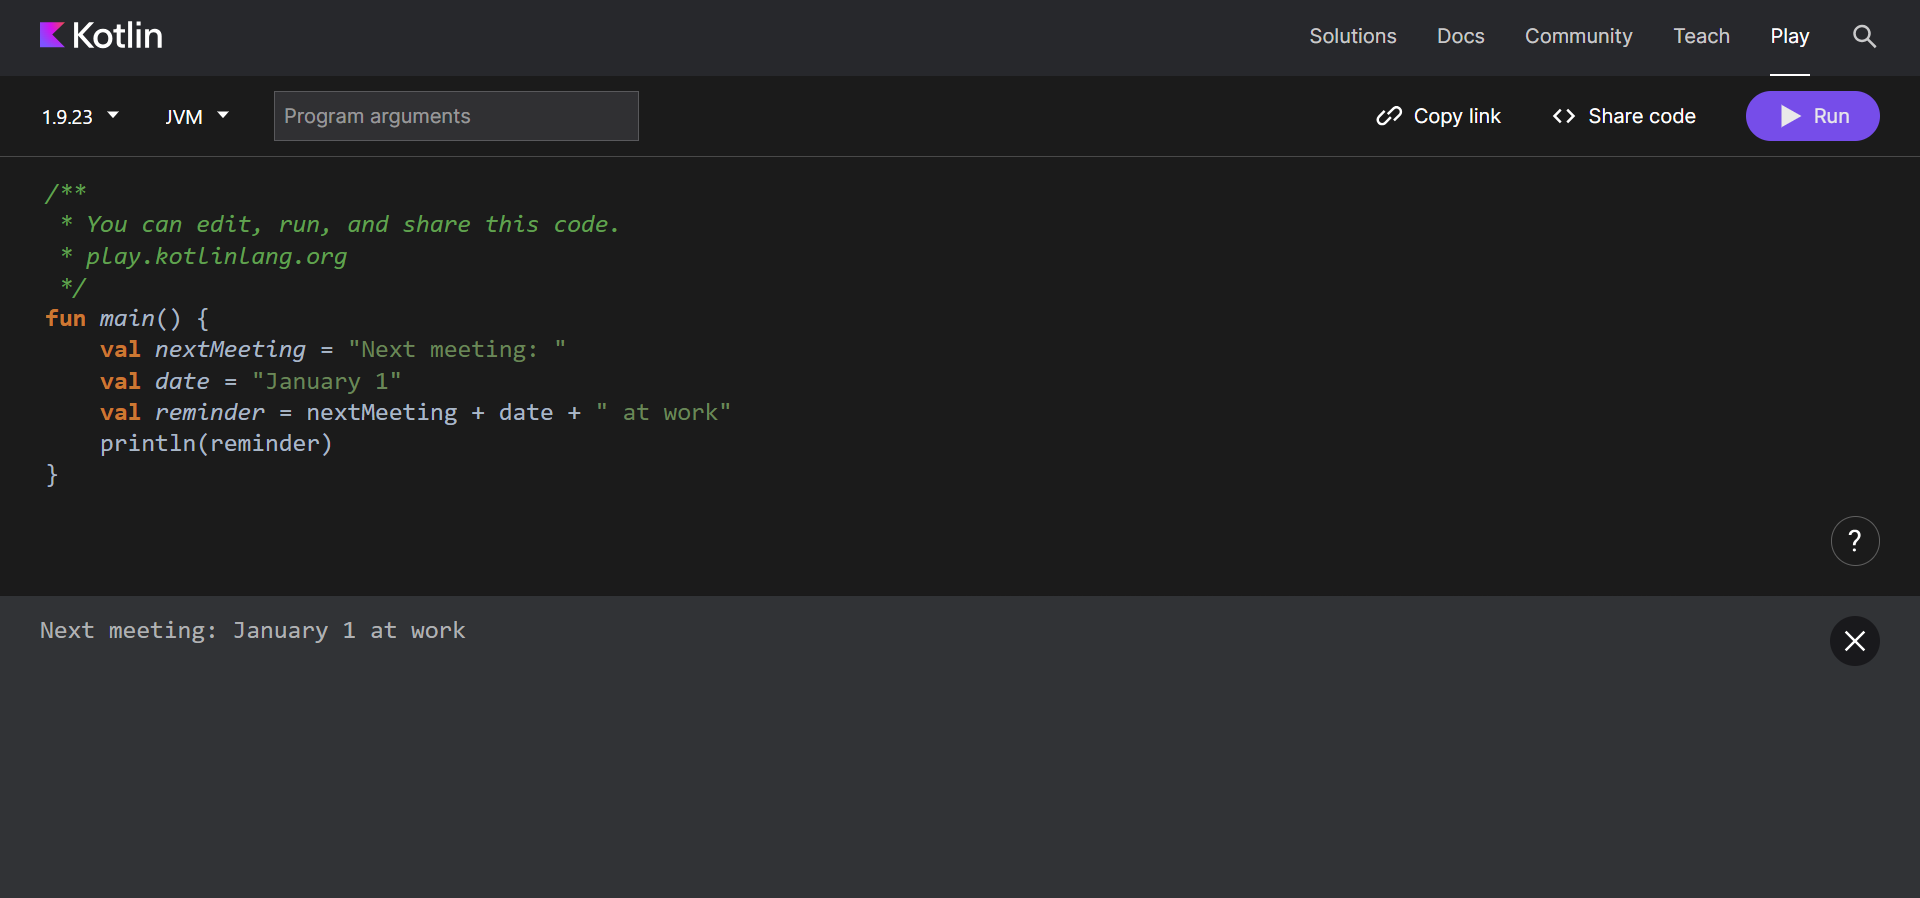 Kotlin
Solutions Docs Community Teach Play
1.9.23 JVM Program arguments Copy link Share code Run
/**
 * You can edit, run, and share this code.
 * play.kotlinlang.org
 */
fun main() {
    val nextMeeting = "Next meeting: "
    val date = "January 1"
    val reminder = nextMeeting + date + " at work"
    println(reminder)
}
?
Next meeting: January 1 at work